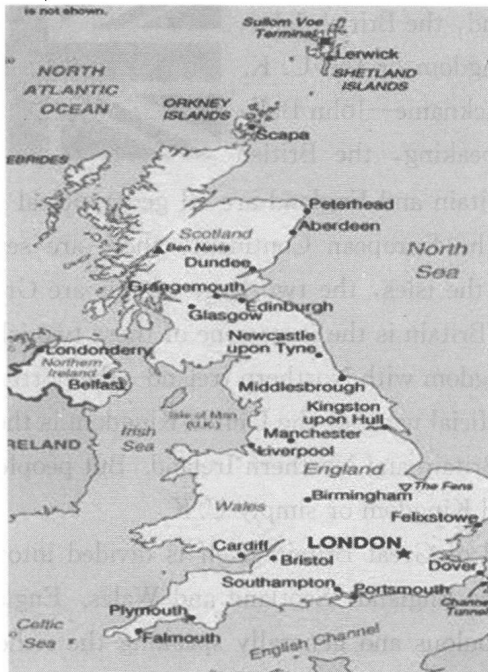 is not shown.
Sullom Voe
Terminal
Lerwick
SHETLAND
ISLANDS
NORTH
ATLANTIC
OCEAN
ORKNEY
ISLANDS
Scapa
EBRIDES
Peterhead
Aberdeen
Scotland
Ben Nevis
North
Sea
Dundee
Grangemouth
Edinburgh
Glasgow
Newcastle
upon Tyne
Londonderry
Northern
Ireland
Belfast
Middlesbrough
Isle of Man
(U.K.)
Kingston
upon Hull
Irish
Sea
Manchester
Liverpool
IRELAND
England
The Fens
Birmingham
Wales
Felixstowe
Cardiff
LONDON
Bristol
Dover
Southampton
Portsmouth
Channel
Tunnel
Plymouth
Falmouth
Celtic
Sea
English Channel